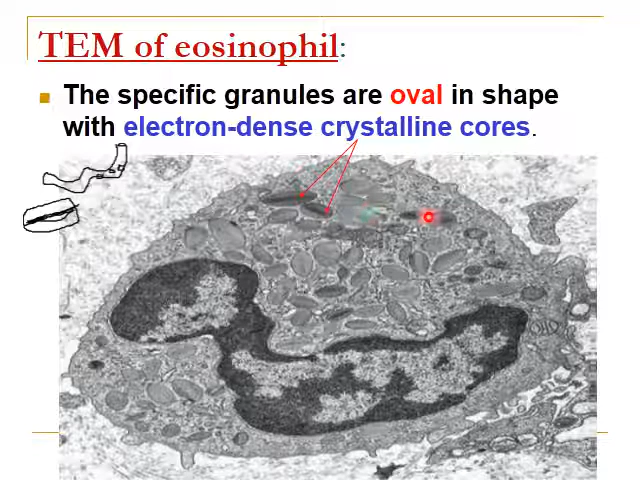 TEM of eosinophil:
The specific granules are oval in shape
with electron-dense crystalline cores.